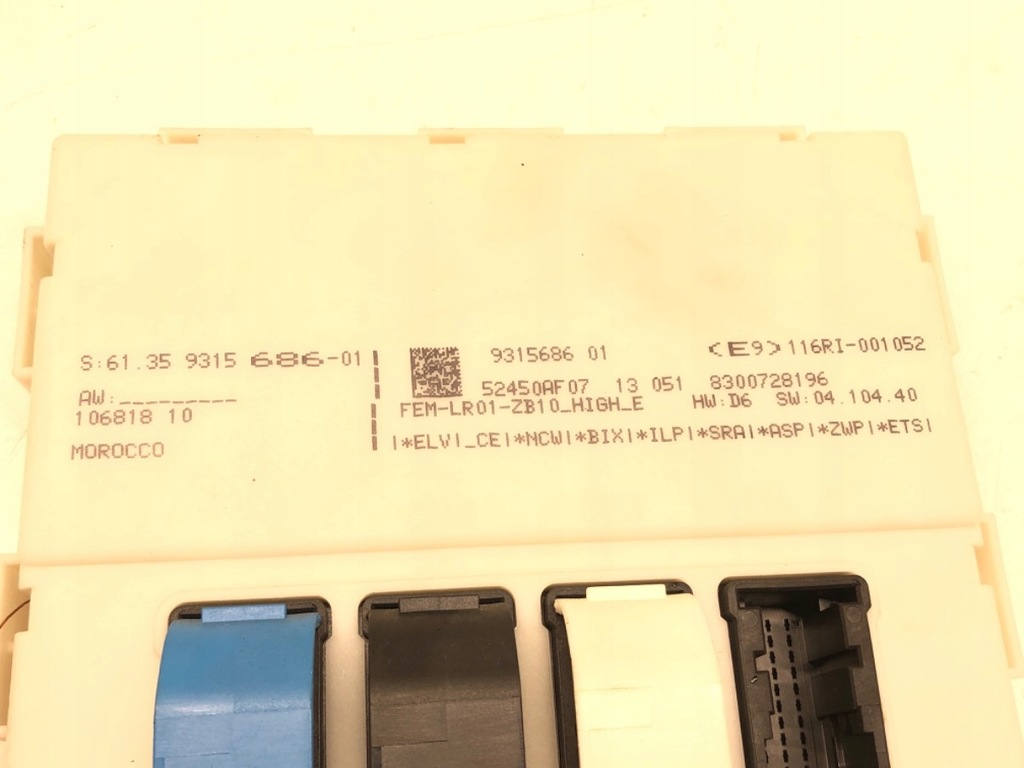 S:61.35 9315 686-01
AW:_________
106818 10
MOROCCO
9315686 01
<E9> 116RI-001052
52450AF07 13 051 8300728196
FEM-LR01-ZB10_HIGH_E HW:D6 SW:04.104.40
|*ELV|_CE|*NCW|*BIX|*ILP|*SRA|*ASP|*ZWP|*ETS|